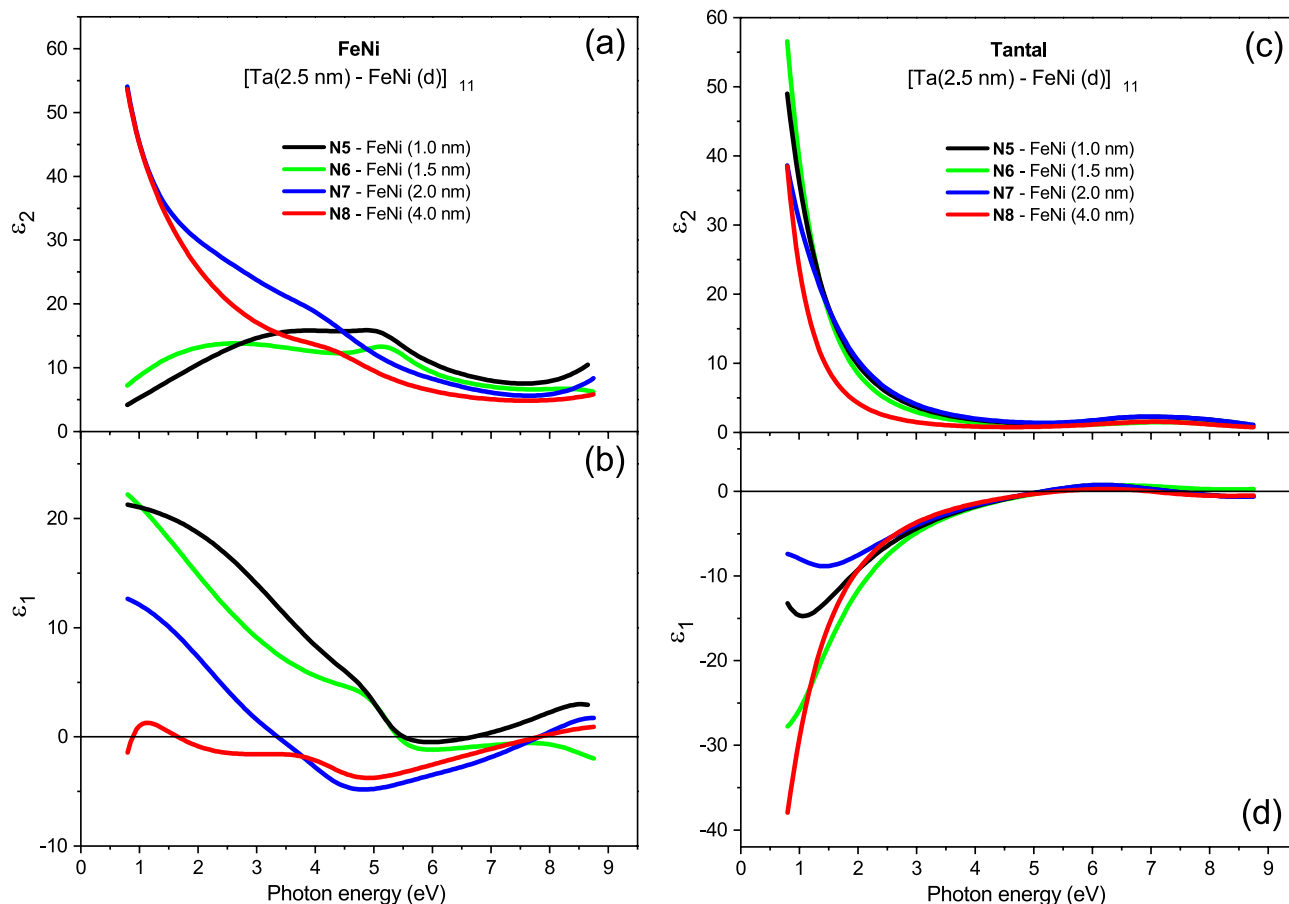 (a)
FeNi
[Ta(2.5 nm) - FeNi (d)] 11
N5 - FeNi (1.0 nm)
N6 - FeNi (1.5 nm)
N7 - FeNi (2.0 nm)
N8 - FeNi (4.0 nm)
ε2
60
50
40
30
20
10
0
(b)
ε1
20
10
0
-10
0 1 2 3 4 5 6 7 8 9
Photon energy (eV)
(c)
Tantal
[Ta(2.5 nm) - FeNi (d)] 11
N5 - FeNi (1.0 nm)
N6 - FeNi (1.5 nm)
N7 - FeNi (2.0 nm)
N8 - FeNi (4.0 nm)
ε2
60
50
40
30
20
10
0
(d)
ε1
0
-10
-20
-30
-40
0 1 2 3 4 5 6 7 8 9
Photon energy (eV)